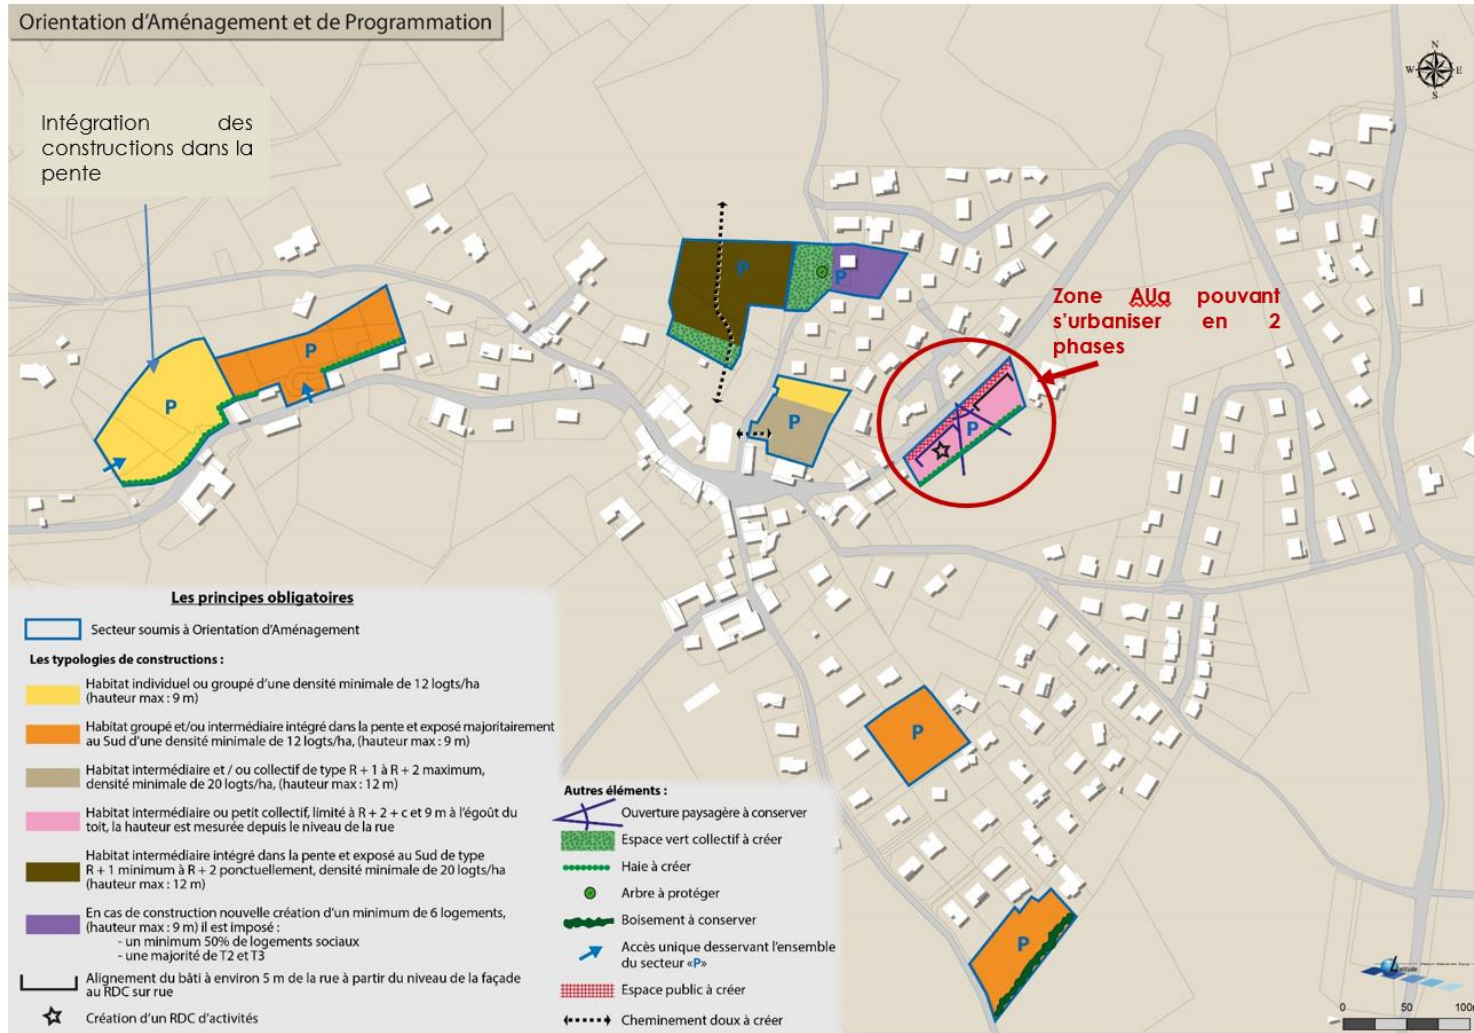 Orientation d'Aménagement et de Programmation
N
W
E
S
Intégration des
constructions dans la
pente
Zone AUa pouvant
s'urbaniser en 2
phases
P
P
P
P
P
P
P
P
Les principes obligatoires
Secteur soumis à Orientation d'Aménagement
Les typologies de constructions :
Habitat individuel ou groupé d'une densité minimale de 12 logts/ha
(hauteur max : 9 m)
Habitat groupé et/ou intermédiaire intégré dans la pente et exposé majoritairement
au Sud d'une densité minimale de 12 logts/ha, (hauteur max : 9 m)
Habitat intermédiaire et / ou collectif de type R + 1 à R + 2 maximum,
densité minimale de 20 logts/ha, (hauteur max : 12 m)
Habitat intermédiaire ou petit collectif, limité à R + 2 + c et 9 m à l'égoût du
toit, la hauteur est mesurée depuis le niveau de la rue
Habitat intermédiaire intégré dans la pente et exposé au Sud de type
R + 1 minimum à R + 2 ponctuellement, densité minimale de 20 logts/ha
(hauteur max : 12 m)
En cas de construction nouvelle création d'un minimum de 6 logements,
(hauteur max : 9 m) il est imposé :
- un minimum 50% de logements sociaux
- une majorité de T2 et T3
Alignement du bâti à environ 5 m de la rue à partir du niveau de la façade
au RDC sur rue
Création d'un RDC d'activités
Autres éléments :
Ouverture paysagère à conserver
Espace vert collectif à créer
Haie à créer
Arbre à protéger
Boisement à conserver
Accès unique desservant l'ensemble
du secteur «P»
Espace public à créer
Cheminement doux à créer
Latitude
0 50 100